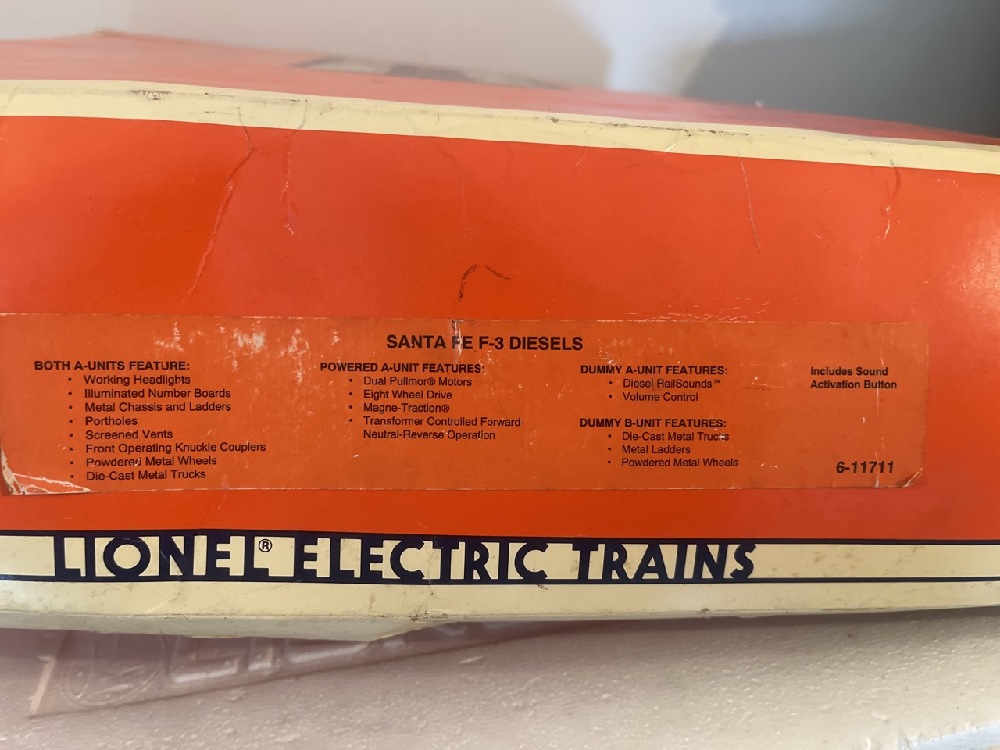 SANTA FE F-3 DIESELS
BOTH A-UNITS FEATURE:
• Working Headlights
• Illuminated Number Boards
• Metal Chassis and Ladders
• Portholes
• Screened Vents
• Front Operating Knuckle Couplers
• Powdered Metal Wheels
• Die-Cast Metal Trucks
POWERED A-UNIT FEATURES:
• Dual Pullmor® Motors
• Eight Wheel Drive
• Magne-Traction®
• Transformer Controlled Forward-
Neutral-Reverse Operation
DUMMY A-UNIT FEATURES:
• Diesel RailSounds™
• Volume Control
DUMMY B-UNIT FEATURES:
• Die-Cast Metal Trucks
• Metal Ladders
• Powdered Metal Wheels
Includes Sound
Activation Button
6-11711
LIONEL® ELECTRIC TRAINS